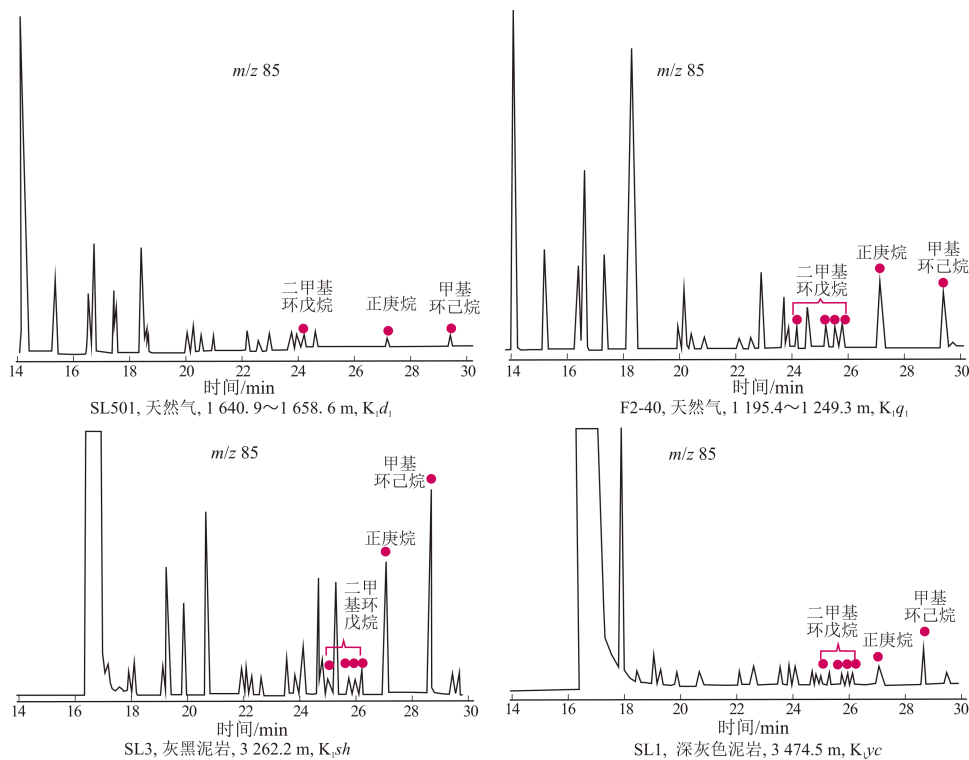 m/z 85
二甲基
环戊烷
正庚烷
甲基
环己烷
14 16 18 20 22 24 26 28 30
时间/min
SL501, 天然气, 1 640. 9～1 658. 6 m, K₁d₁
m/z 85
二甲基
环戊烷
正庚烷
甲基
环己烷
14 16 18 20 22 24 26 28 30
时间/min
F2-40, 天然气, 1 195.4～1 249.3 m, K₁q₁
m/z 85
甲基
环己烷
正庚烷
二甲
基环
戊烷
14 16 18 20 22 24 26 28 30
时间/min
SL3, 灰黑泥岩, 3 262.2 m, K₁sh
m/z 85
二甲基
环戊烷
正庚烷
甲基
环己烷
14 16 18 20 22 24 26 28 30
时间/min
SL1, 深灰色泥岩, 3 474.5 m, K₁yc